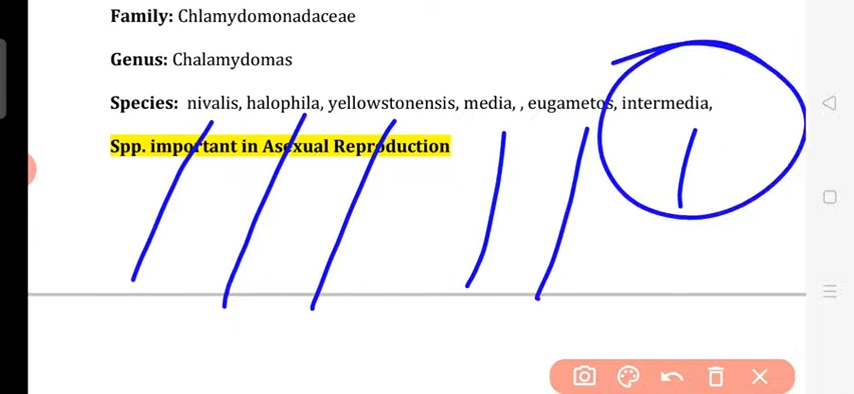 Family: Chlamydomonadaceae
Genus: Chalamydomas
Species: nivalis, halophila, yellowstonensis, media, , eugametos, intermedia,
Spp. important in Asexual Reproduction